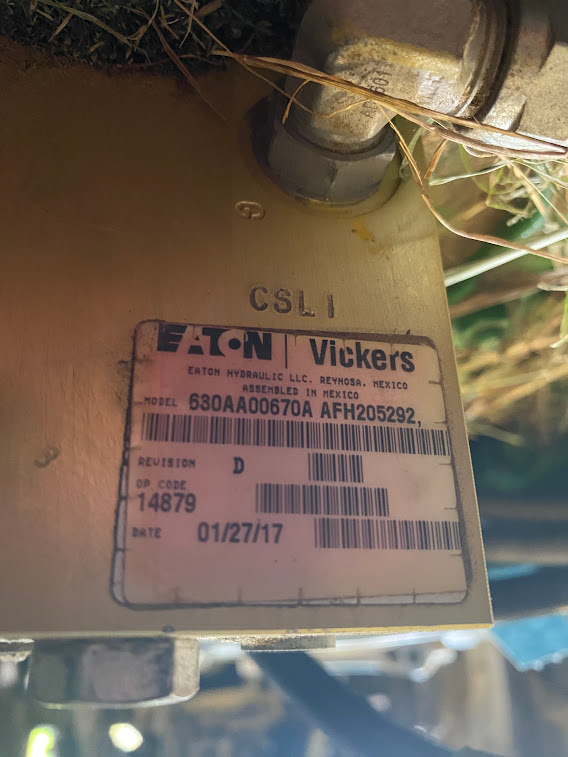 G
CSL1
EATON | Vickers
EATON HYDRAULIC LLC. REYNOSA, MEXICO
ASSEMBLED IN MEXICO
MODEL 630AA00670A AFH205292,
REVISION D
OP CODE
14879
DATE 01/27/17